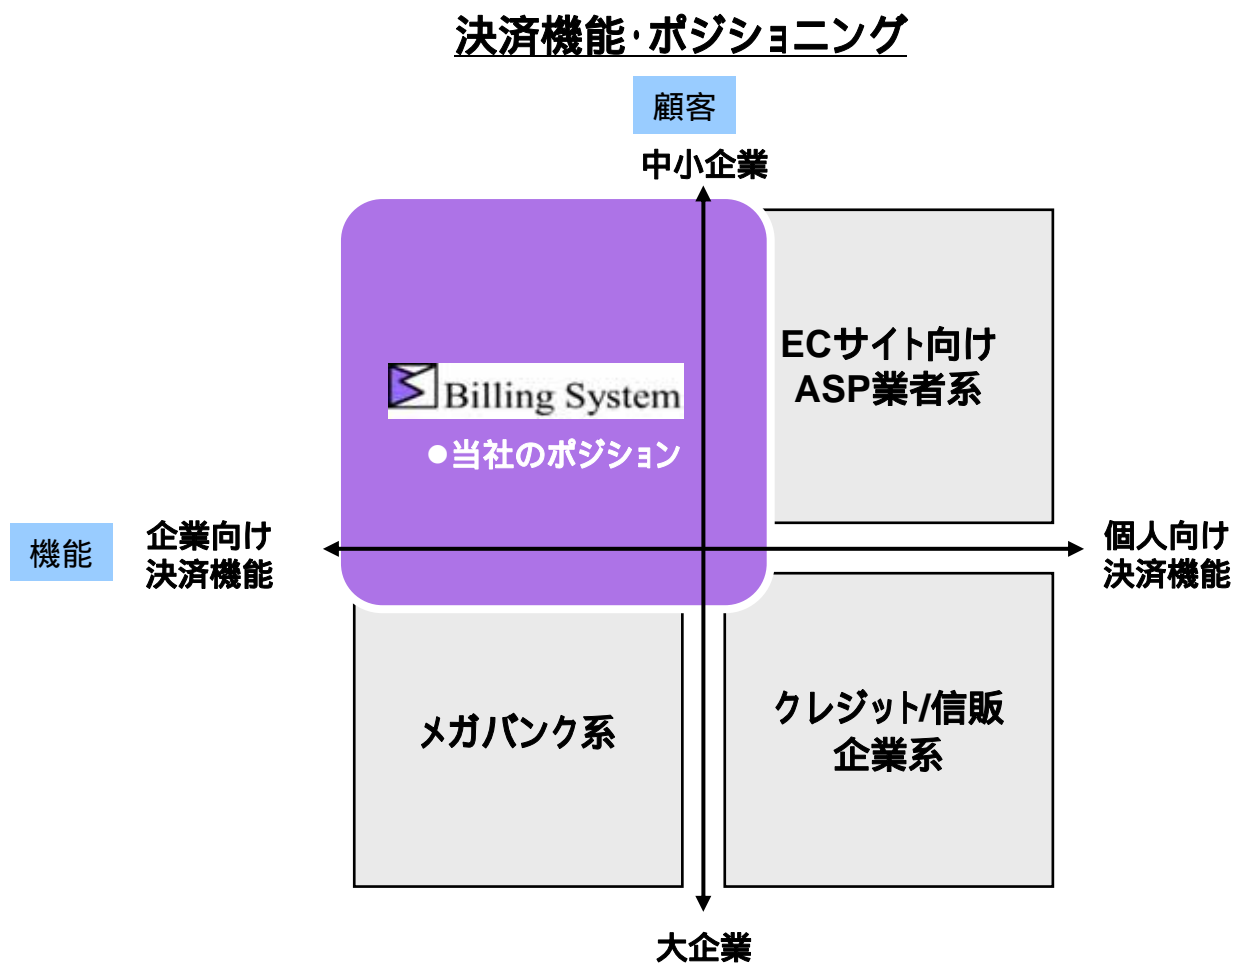 決済機能・ポジショニング
顧客
中小企業
ECサイト向け
ASP業者系
Billing System
●当社のポジション
機能
企業向け
決済機能
個人向け
決済機能
メガバンク系
クレジット/信販
企業系
大企業